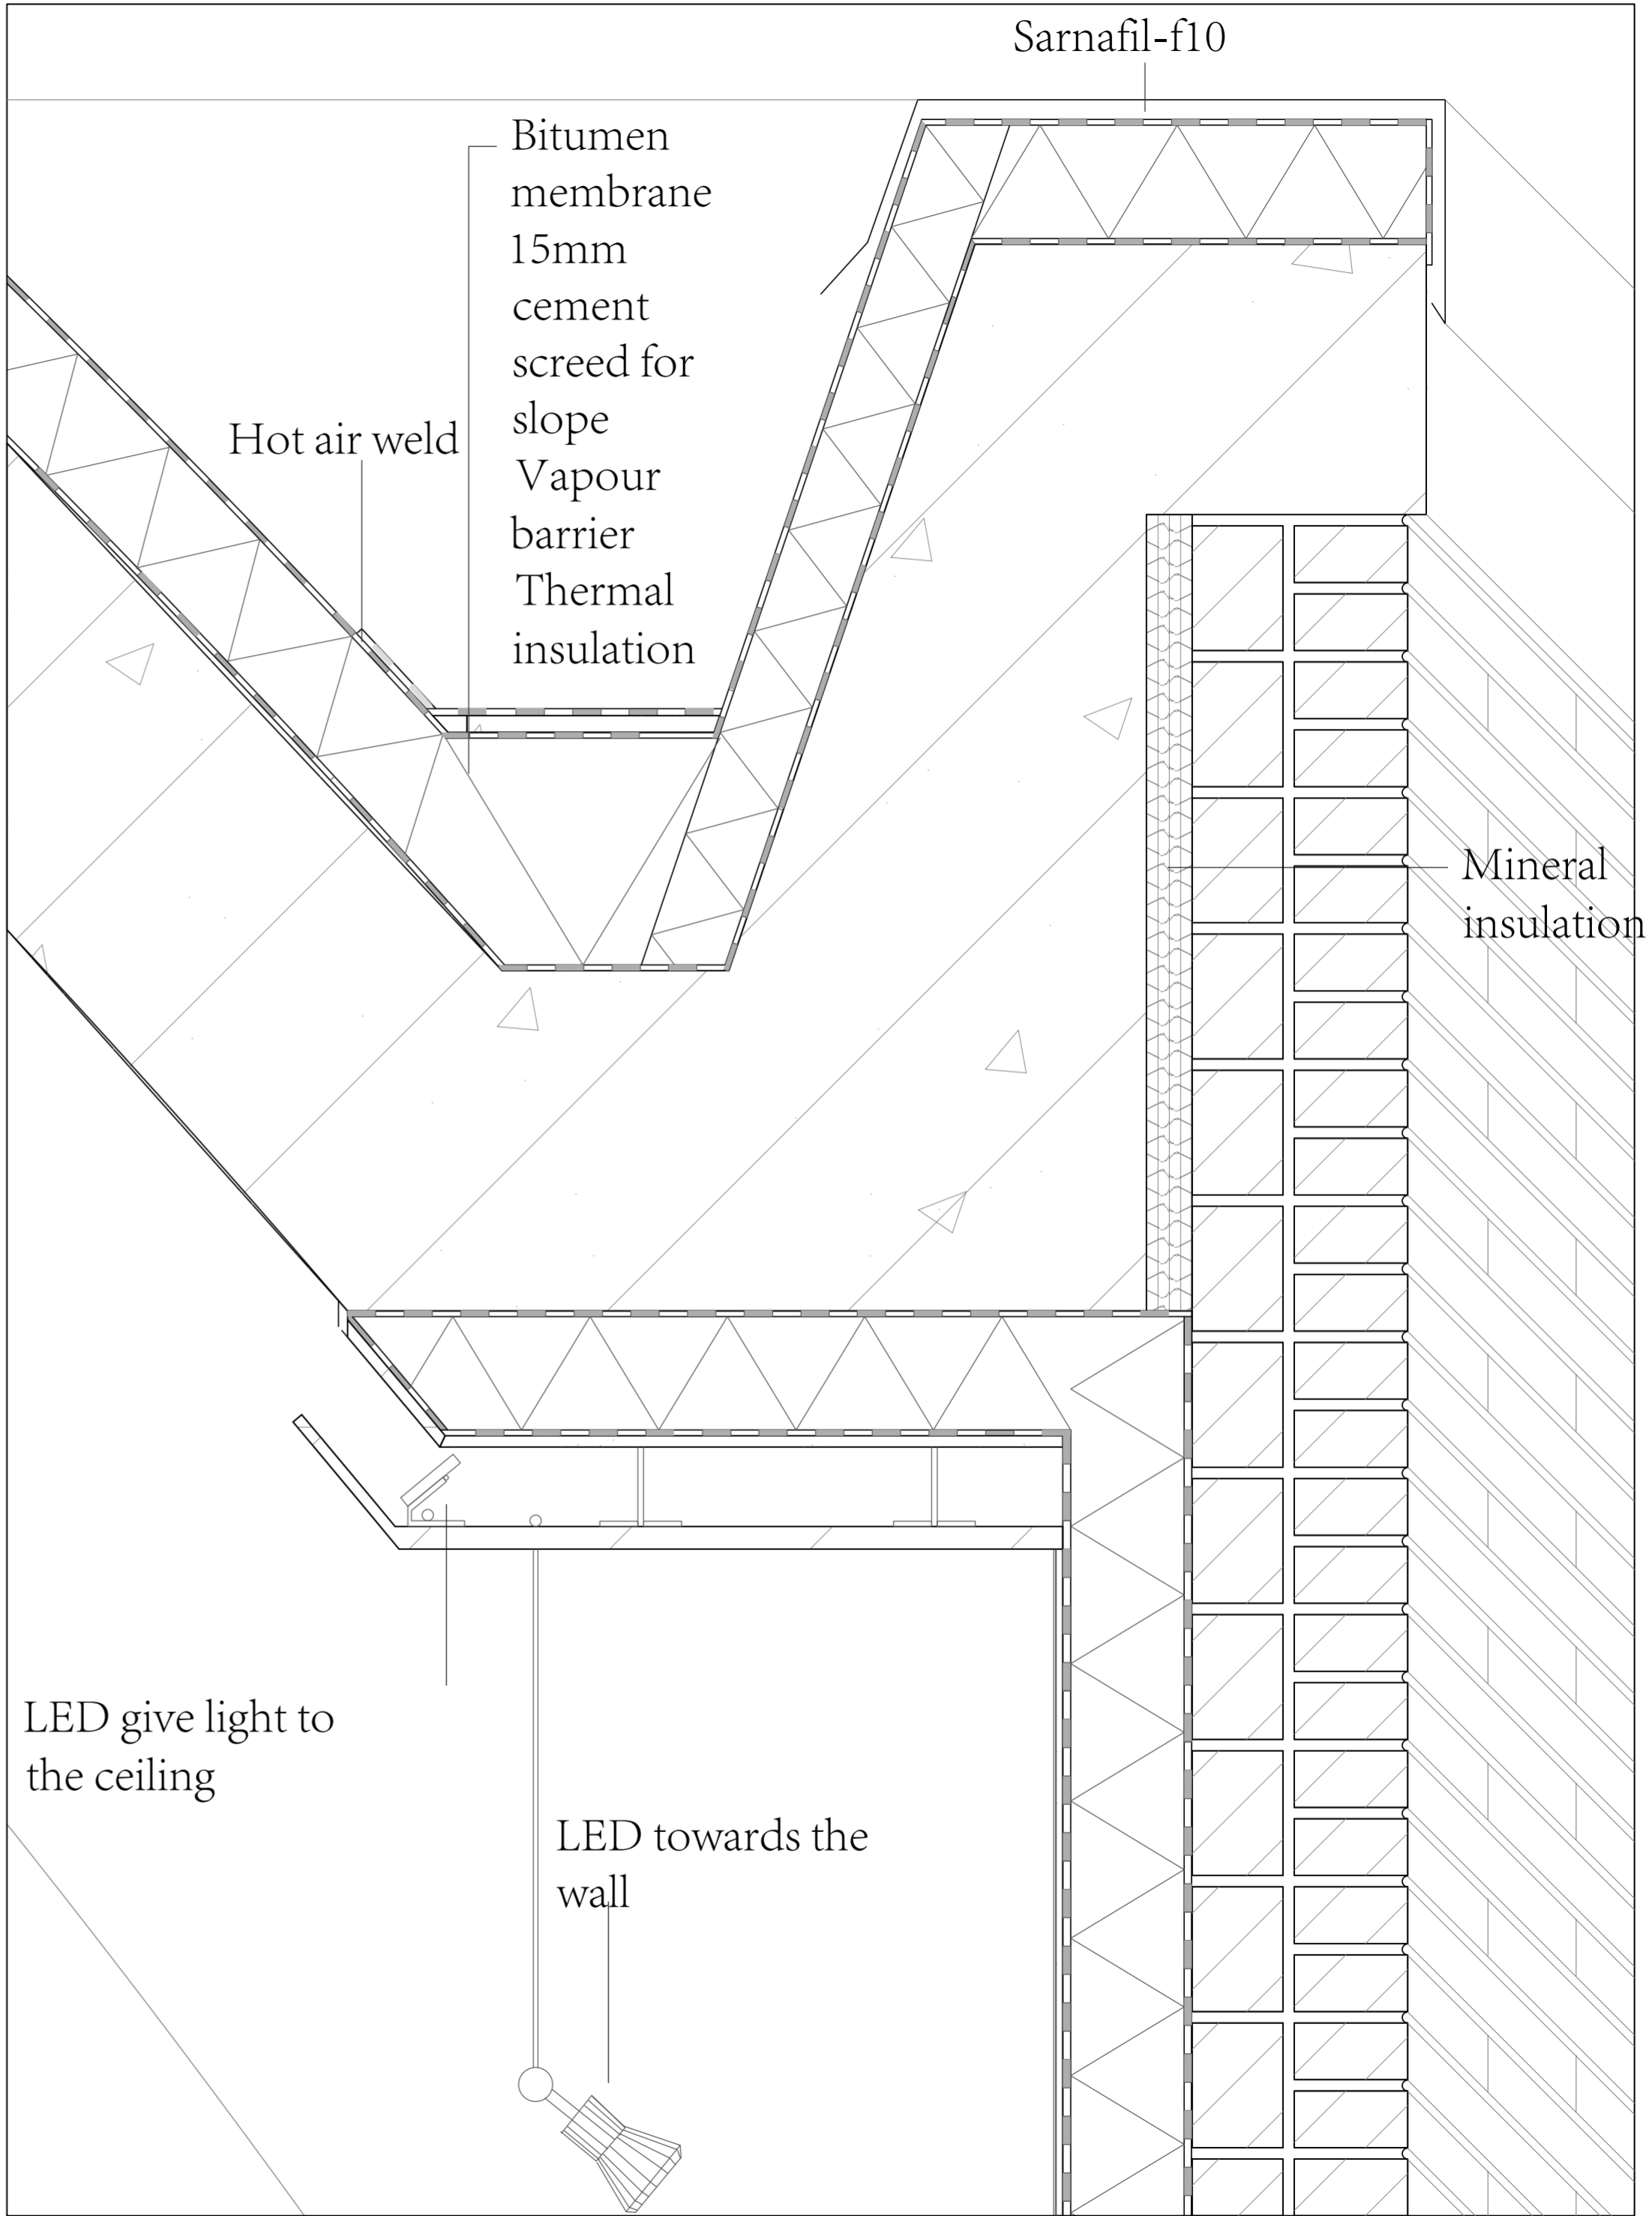 Sarnafil-f10
Bitumen
membrane
15mm
cement
screed for
slope
Vapour
barrier
Thermal
insulation
Hot air weld
Mineral
insulation
LED give light to
the ceiling
LED towards the
wall